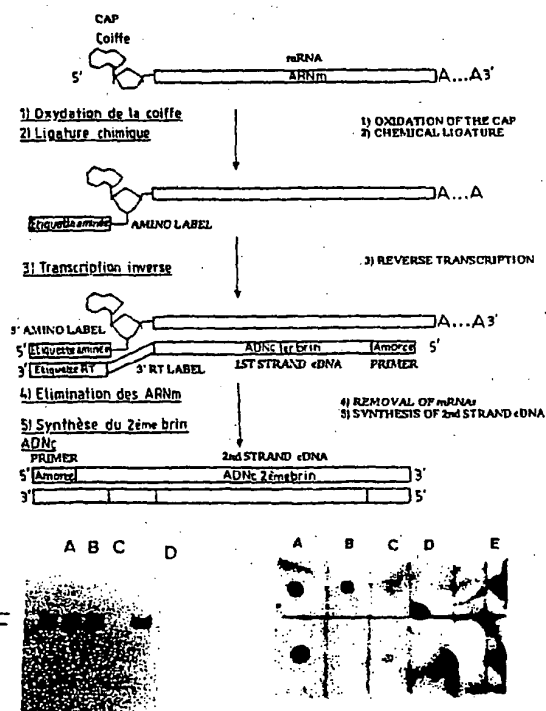 CAP
Coiffe
5'
mRNA
ARNm
A...A3'
1) Oxydation de la coiffe
2) Ligature chimique
1) OXIDATION OF THE CAP
2) CHEMICAL LIGATURE
A...A
Etiquette aminée
AMINO LABEL
3) Transcription inverse
3) REVERSE TRANSCRIPTION
A...A3'
5' AMINO LABEL
5' Etiquette aminée
ADNc 1er brin
Amorce
5'
3' Etiquette RT
3' RT LABEL
1ST STRAND cDNA
PRIMER
4) Elimination des ARNm
4) REMOVAL OF mRNAs
5) SYNTHESIS OF 2nd STRAND cDNA
5) Synthèse du 2ème brin
ADNc
PRIMER
2nd STRAND cDNA
5' Amorce
ADNc 2èmebrin
3'
3'
5'
A B C D
A B C D E